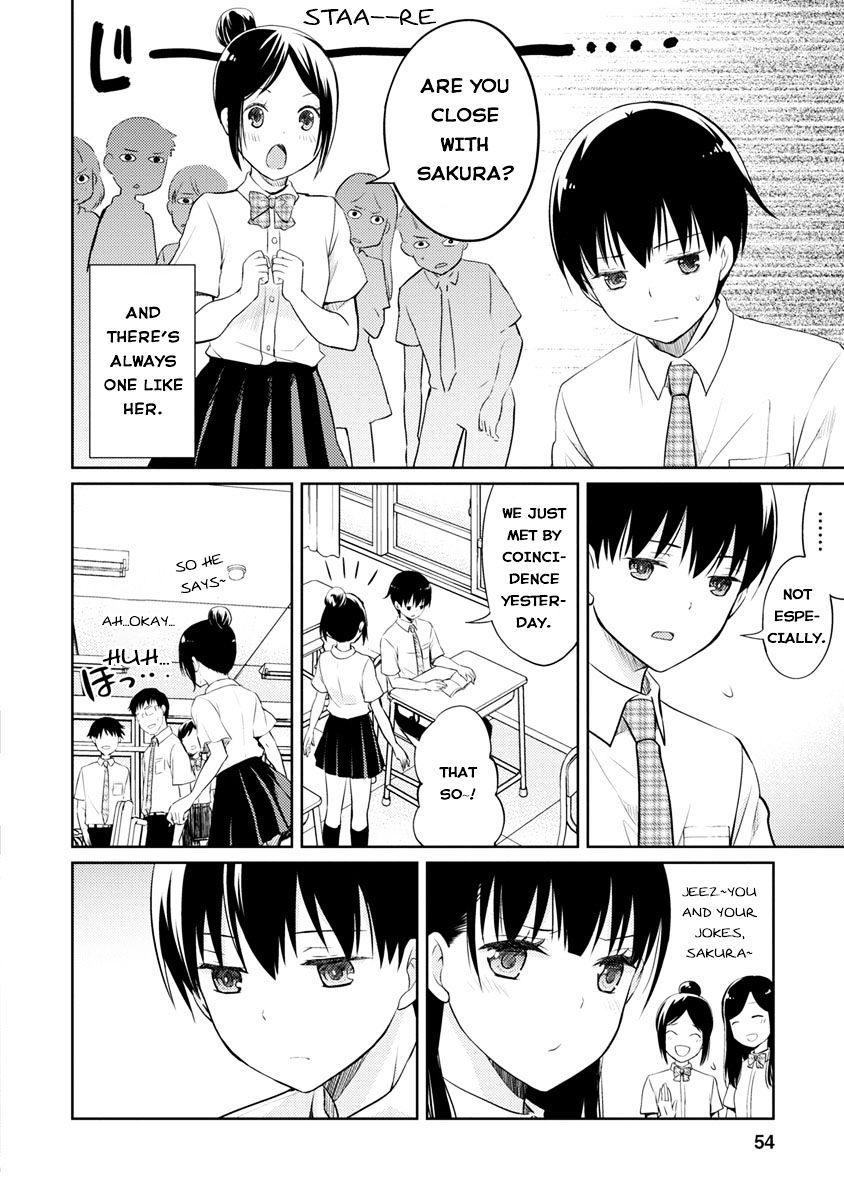 STAA--RE
じ
ARE YOU
CLOSE
WITH
SAKURA?
AND
THERE'S
ALWAYS
ONE LIKE
HER.
......
NOT
ESPE-
CIALLY.
WE JUST
MET BY
COINCI-
DENCE
YESTER-
DAY.
THAT
SO~!
SO HE
SAYS~
AH...OKAY...
HUH...
ほっ...
JEEZ~YOU
AND YOUR
JOKES,
SAKURA~
54